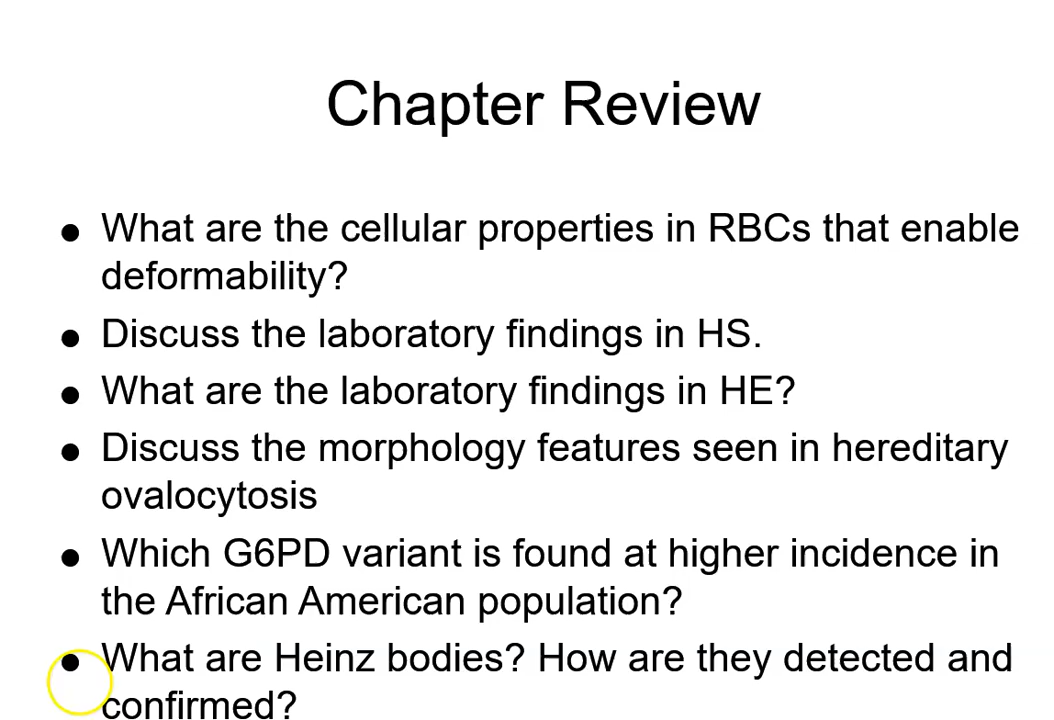 Chapter Review
• What are the cellular properties in RBCs that enable
deformability?
• Discuss the laboratory findings in HS.
• What are the laboratory findings in HE?
• Discuss the morphology features seen in hereditary
ovalocytosis
• Which G6PD variant is found at higher incidence in
the African American population?
• What are Heinz bodies? How are they detected and
confirmed?